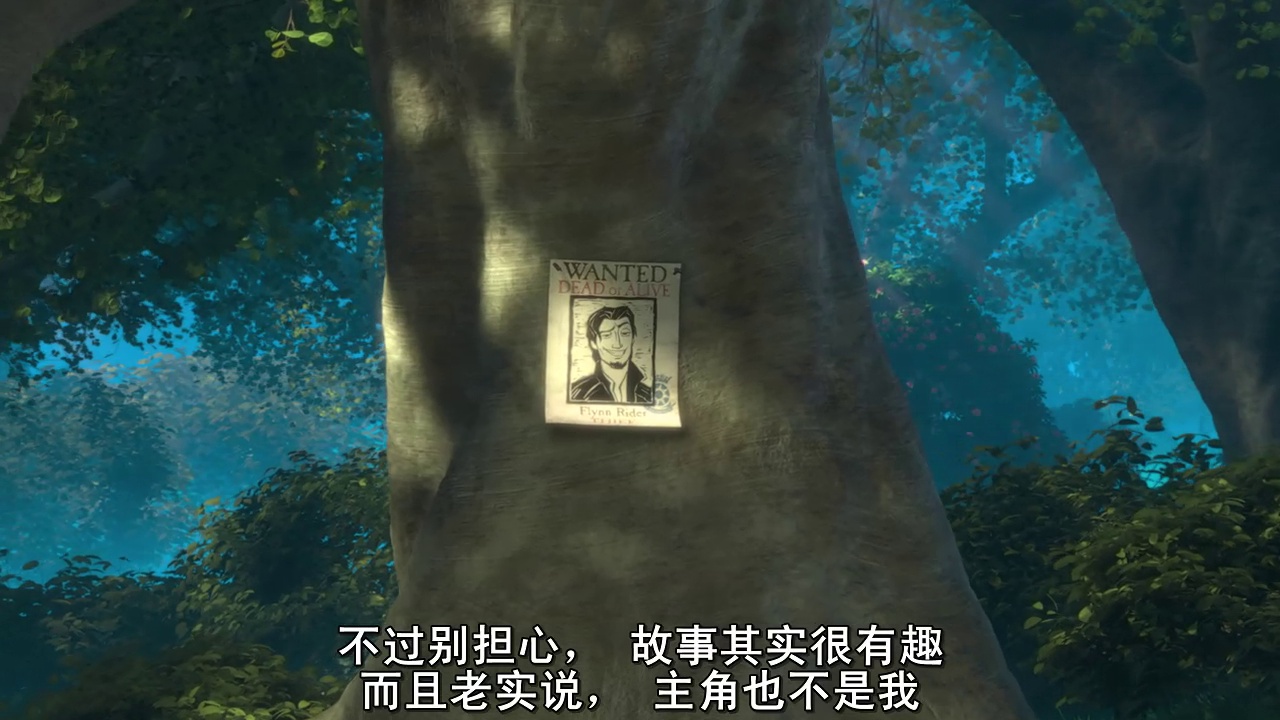 WANTED
DEAD or ALIVE
Flynn Rider
THIEF
不过别担心， 故事其实很有趣
而且老实说， 主角也不是我